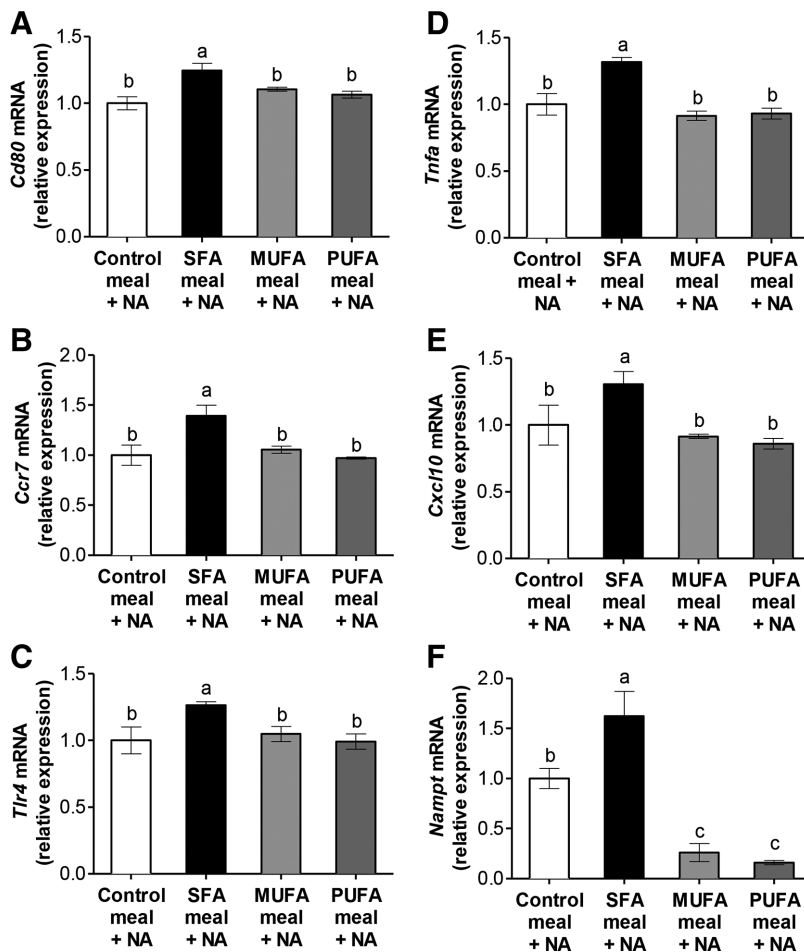 A
Cd80 mRNA
(relative expression)
1.5
1.0
0.5
0.0
b
a
b
b
Control
meal
+ NA
SFA
meal
+ NA
MUFA
meal
+ NA
PUFA
meal
+ NA
B
Ccr7 mRNA
(relative expression)
2.0
1.5
1.0
0.5
0.0
b
a
b
b
Control
meal
+ NA
SFA
meal
+ NA
MUFA
meal
+ NA
PUFA
meal
+ NA
C
Tlr4 mRNA
(relative expression)
1.5
1.0
0.5
0.0
b
a
b
b
Control
meal
+ NA
SFA
meal
+ NA
MUFA
meal
+ NA
PUFA
meal
+ NA
D
Tnfa mRNA
(relative expression)
1.5
1.0
0.5
0.0
b
a
b
b
Control
meal +
NA
SFA
meal
+ NA
MUFA
meal
+ NA
PUFA
meal
+ NA
E
Cxcl10 mRNA
(relative expression)
1.5
1.0
0.5
0.0
b
a
b
b
Control
meal
+ NA
SFA
meal
+ NA
MUFA
meal
+ NA
PUFA
meal
+ NA
F
Nampt mRNA
(relative expression)
2.0
1.5
1.0
0.5
0.0
b
a
c
c
Control
meal
+ NA
SFA
meal
+ NA
MUFA
meal
+ NA
PUFA
meal
+ NA